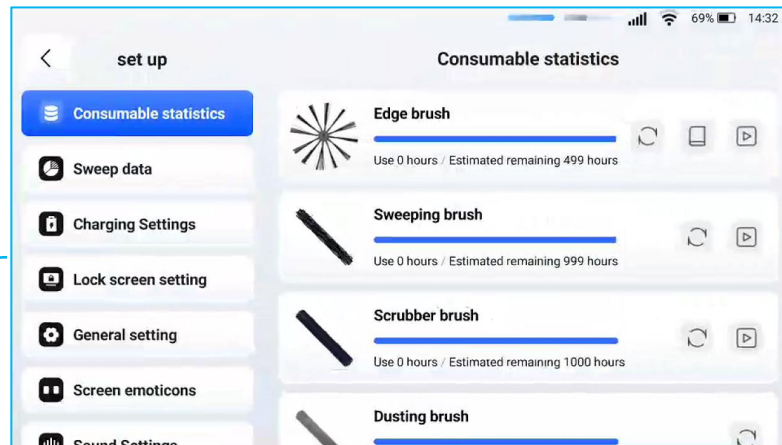 69% 14:32
set up
Consumable statistics
Consumable statistics
Sweep data
Charging Settings
Lock screen setting
General setting
Screen emoticons
Sound Settings
Edge brush
Use 0 hours / Estimated remaining 499 hours
Sweeping brush
Use 0 hours / Estimated remaining 999 hours
Scrubber brush
Use 0 hours / Estimated remaining 1000 hours
Dusting brush